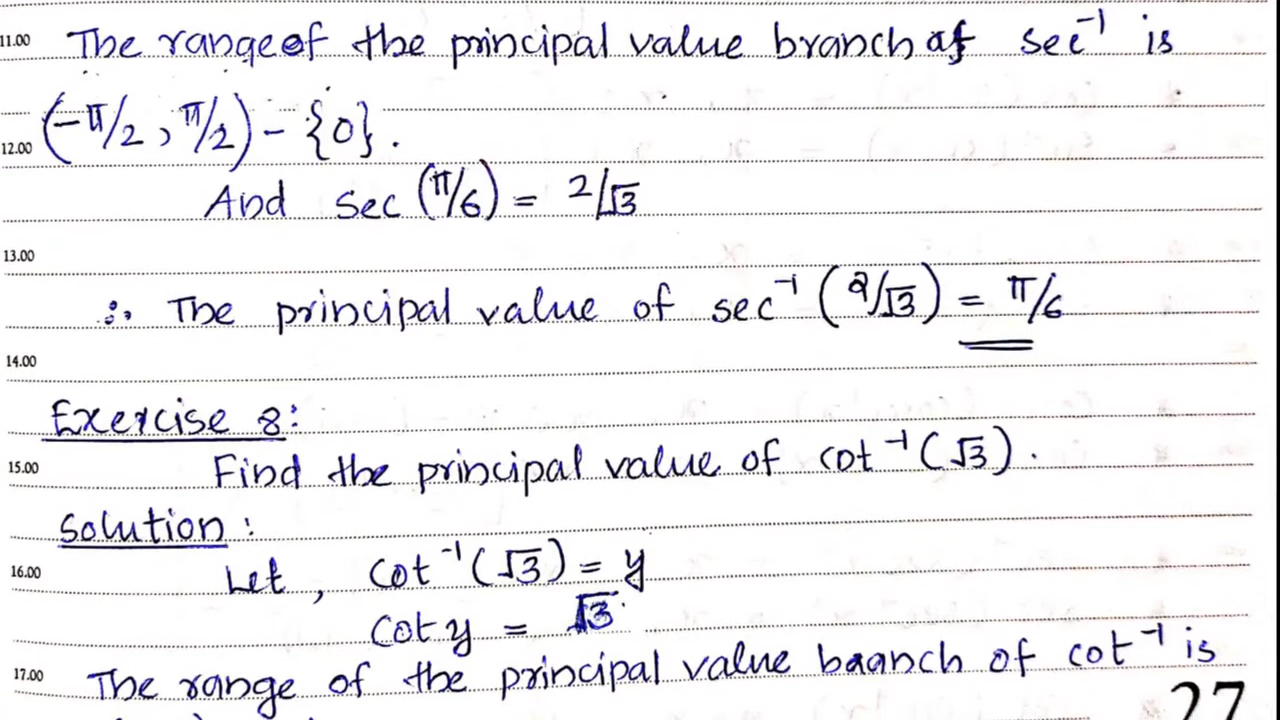 11.00 The range of the principal value branch of sec⁻¹ is
(-π/2, π/2) - {0}.
12.00
And sec (π/6) = 2/√3
13.00
∴ The principal value of sec⁻¹ (2/√3) = π/6
14.00
Exercise 8:
15.00 Find the principal value of cot⁻¹(√3).
Solution:
16.00 Let, cot⁻¹(√3) = y
cot y = √3
17.00 The range of the principal value baanch of cot⁻¹ is
27